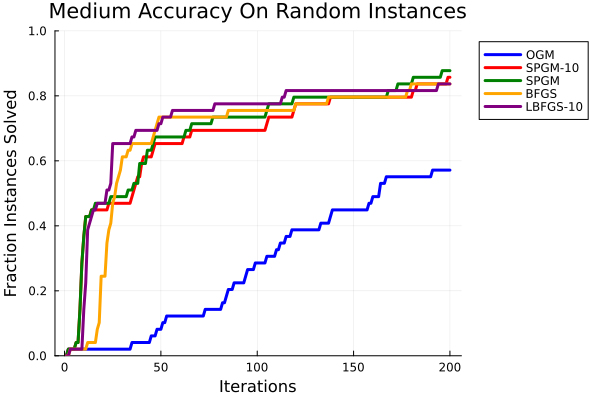 Medium Accuracy On Random Instances
Fraction Instances Solved
1.0
0.8
0.6
0.4
0.2
0.0
0
50
100
150
200
Iterations
OGM
SPGM-10
SPGM
BFGS
LBFGS-10